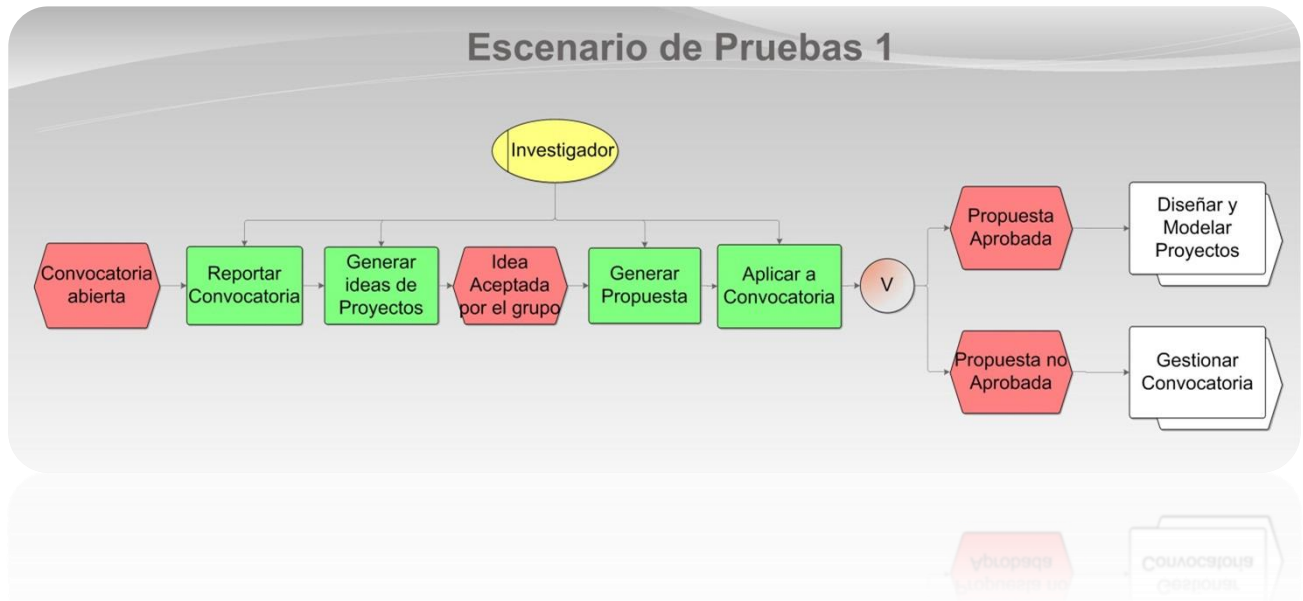 Escenario de Pruebas 1
Investigador
Convocatoria
abierta
Reportar
Convocatoria
Generar
ideas de
Proyectos
Idea
Aceptada
por el grupo
Generar
Propuesta
Aplicar a
Convocatoria
V
Propuesta
Aprobada
Diseñar y
Modelar
Proyectos
Propuesta no
Aprobada
Gestionar
Convocatoria